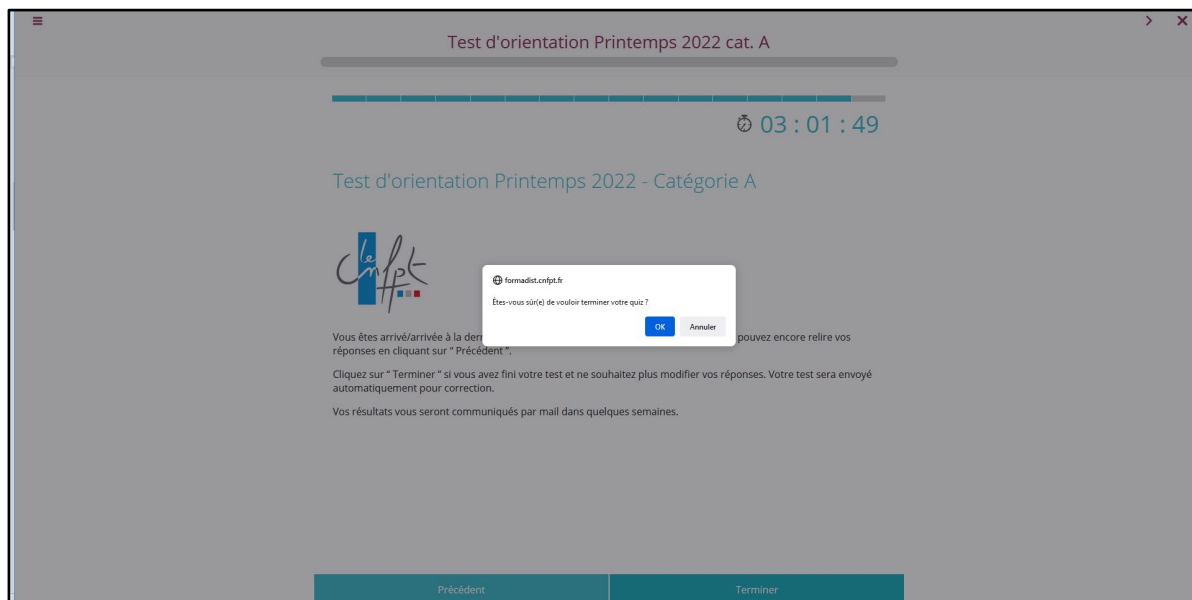 Test d'orientation Printemps 2022 cat. A
03 : 01 : 49
Test d'orientation Printemps 2022 - Catégorie A
le cnfpt
formadist.cnfpt.fr
Êtes-vous sûr(e) de vouloir terminer votre quiz ?
OK Annuler
Vous êtes arrivé/arrivée à la der pouvez encore relire vos
réponses en cliquant sur " Précédent ".
Cliquez sur " Terminer " si vous avez fini votre test et ne souhaitez plus modifier vos réponses. Votre test sera envoyé
automatiquement pour correction.
Vos résultats vous seront communiqués par mail dans quelques semaines.
Précédent Terminer